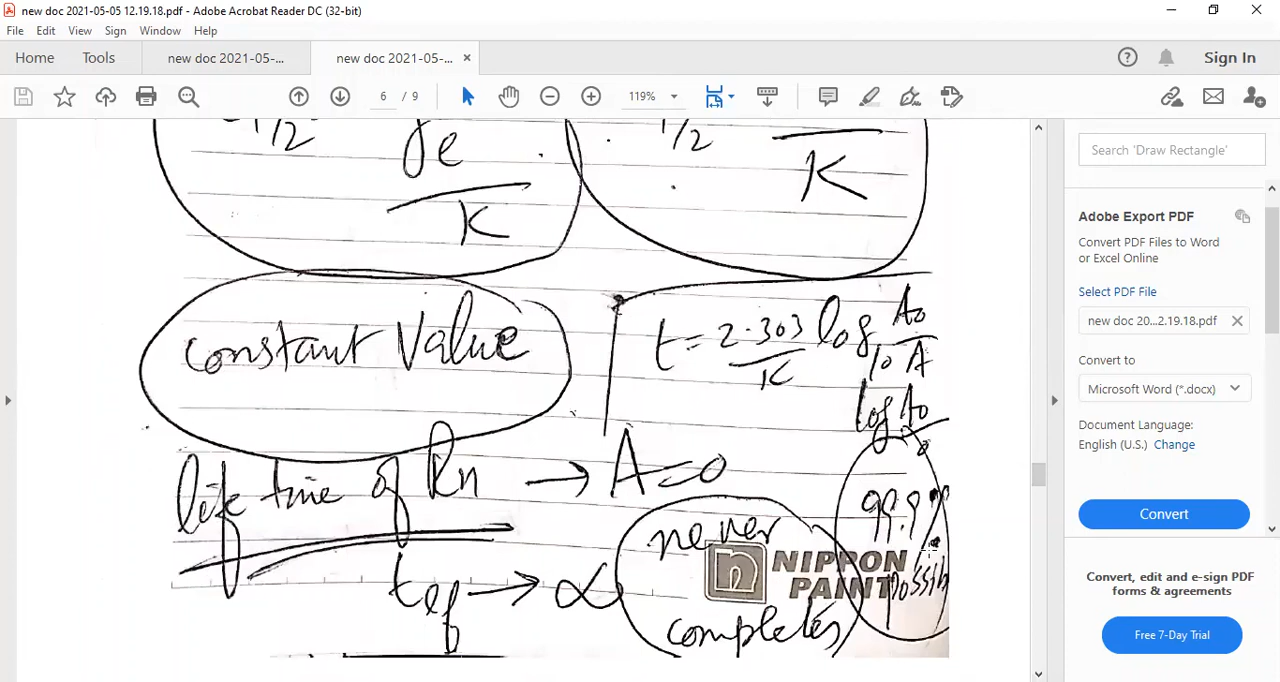 new doc 2021-05-05 12.19.18.pdf - Adobe Acrobat Reader DC (32-bit)
File Edit View Sign Window Help
Home Tools new doc 2021-05-... new doc 2021-05-... × Sign In
6 / 9 119%
1/2 1/2
K
K
Constant Value
t = 2.303/K log10 A0/A
log A0/0
life time of Rn → A=0
99.9%
never possib
NIPPON
PAINT
completes
Search 'Draw Rectangle'
Adobe Export PDF
Convert PDF Files to Word
or Excel Online
Select PDF File
new doc 20...2.19.18.pdf
Convert to
Microsoft Word (*.docx)
Document Language:
English (U.S.) Change
Convert
Convert, edit and e-sign PDF
forms & agreements
Free 7-Day Trial